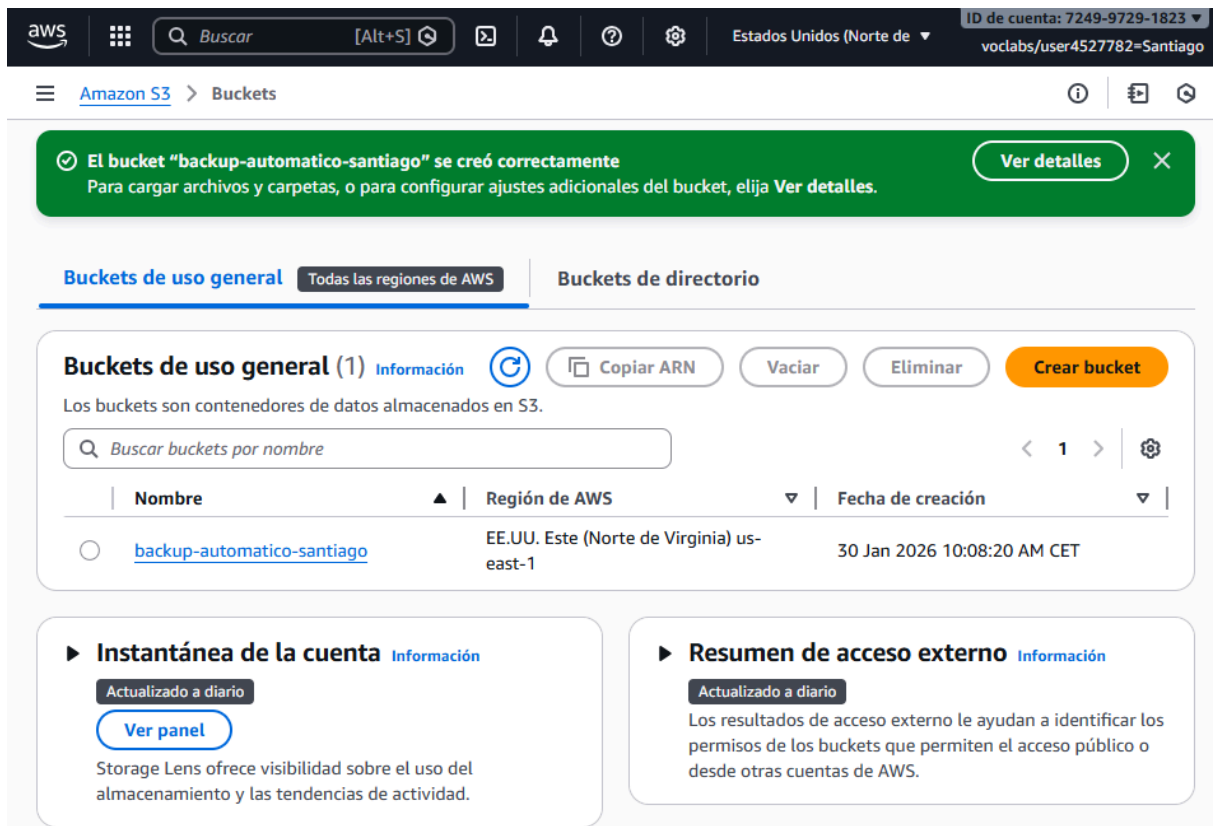 aws
Buscar [Alt+S] Estados Unidos (Norte de ▼ ID de cuenta: 7249-9729-1823 ▼
voclabs/user4527782=Santiago
Amazon S3 > Buckets
El bucket “backup-automatico-santiago” se creó correctamente
Para cargar archivos y carpetas, o para configurar ajustes adicionales del bucket, elija Ver detalles.
Ver detalles
Buckets de uso general Todas las regiones de AWS Buckets de directorio
Buckets de uso general (1) Información Copiar ARN Vaciar Eliminar Crear bucket
Los buckets son contenedores de datos almacenados en S3.
Buscar buckets por nombre < 1 >
Nombre Región de AWS Fecha de creación
backup-automatico-santiago EE.UU. Este (Norte de Virginia) us-
east-1 30 Jan 2026 10:08:20 AM CET
Instantánea de la cuenta Información
Actualizado a diario
Ver panel
Storage Lens ofrece visibilidad sobre el uso del
almacenamiento y las tendencias de actividad.
Resumen de acceso externo Información
Actualizado a diario
Los resultados de acceso externo le ayudan a identificar los
permisos de los buckets que permiten el acceso público o
desde otras cuentas de AWS.